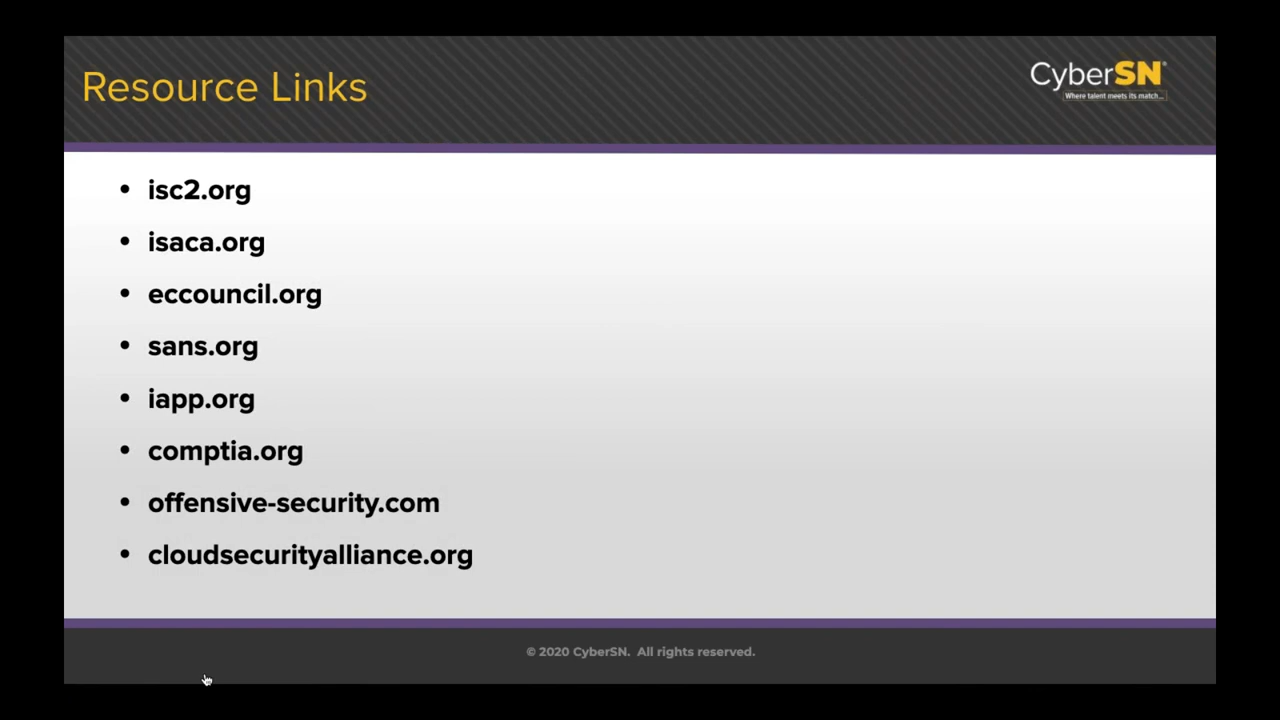 Resource Links
CyberSN®
Where talent meets its match...
• isc2.org
• isaca.org
• eccouncil.org
• sans.org
• iapp.org
• comptia.org
• offensive-security.com
• cloudsecurityalliance.org
© 2020 CyberSN. All rights reserved.